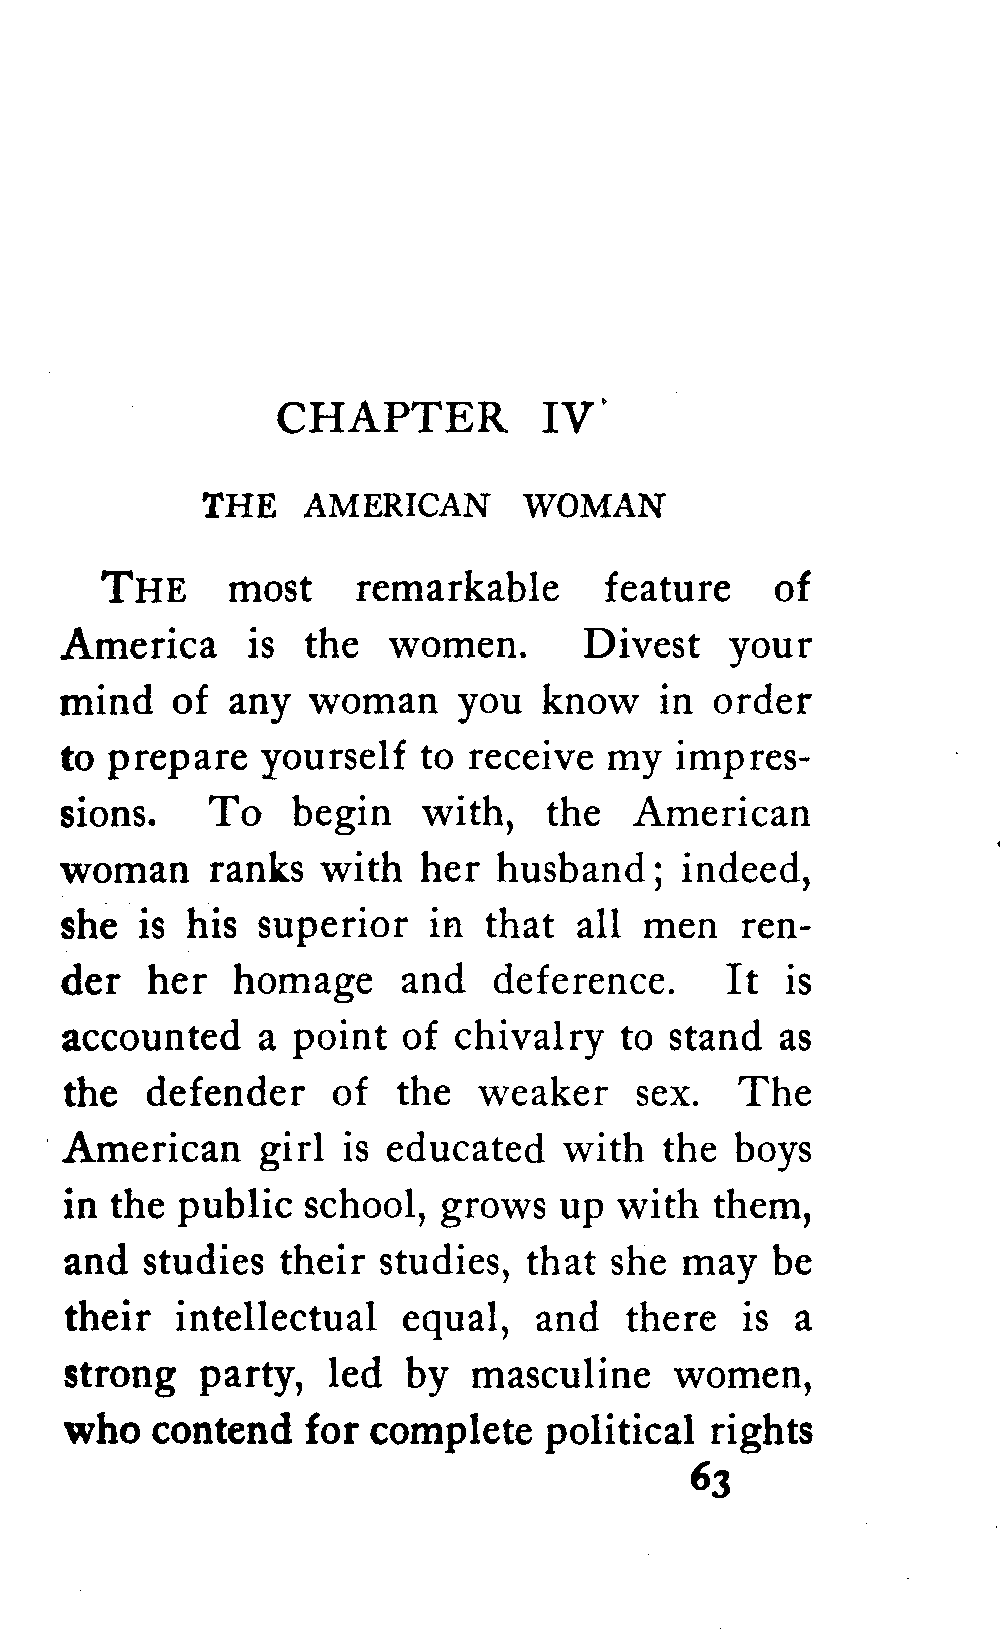 CHAPTER IV
THE AMERICAN WOMAN
THE most remarkable feature of
America is the women. Divest your
mind of any woman you know in order
to prepare yourself to receive my impres-
sions. To begin with, the American
woman ranks with her husband; indeed,
she is his superior in that all men ren-
der her homage and deference. It is
accounted a point of chivalry to stand as
the defender of the weaker sex. The
American girl is educated with the boys
in the public school, grows up with them,
and studies their studies, that she may be
their intellectual equal, and there is a
strong party, led by masculine women,
who contend for complete political rights
63